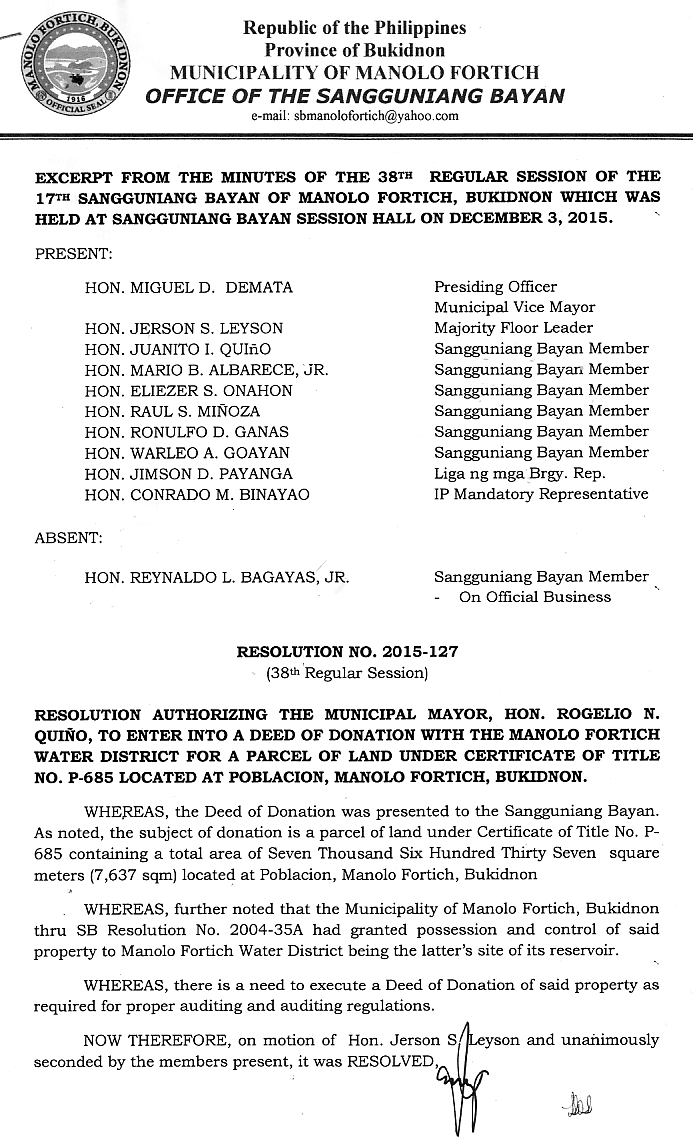 MANOLO FORTICH, BUKIDNON
1916
OFFICIAL SEAL
Republic of the Philippines
Province of Bukidnon
MUNICIPALITY OF MANOLO FORTICH
OFFICE OF THE SANGGUNIANG BAYAN
e-mail: sbmanolofortich@yahoo.com
EXCERPT FROM THE MINUTES OF THE 38TH REGULAR SESSION OF THE
17TH SANGGUNIANG BAYAN OF MANOLO FORTICH, BUKIDNON WHICH WAS
HELD AT SANGGUNIANG BAYAN SESSION HALL ON DECEMBER 3, 2015.
PRESENT:
HON. MIGUEL D. DEMATA Presiding Officer
Municipal Vice Mayor
HON. JERSON S. LEYSON Majority Floor Leader
HON. JUANITO I. QUIñO Sangguniang Bayan Member
HON. MARIO B. ALBARECE, JR. Sangguniang Bayan Member
HON. ELIEZER S. ONAHON Sangguniang Bayan Member
HON. RAUL S. MIÑOZA Sangguniang Bayan Member
HON. RONULFO D. GANAS Sangguniang Bayan Member
HON. WARLEO A. GOAYAN Sangguniang Bayan Member
HON. JIMSON D. PAYANGA Liga ng mga Brgy. Rep.
HON. CONRADO M. BINAYAO IP Mandatory Representative
ABSENT:
HON. REYNALDO L. BAGAYAS, JR. Sangguniang Bayan Member
- On Official Business
RESOLUTION NO. 2015-127
(38th Regular Session)
RESOLUTION AUTHORIZING THE MUNICIPAL MAYOR, HON. ROGELIO N.
QUIÑO, TO ENTER INTO A DEED OF DONATION WITH THE MANOLO FORTICH
WATER DISTRICT FOR A PARCEL OF LAND UNDER CERTIFICATE OF TITLE
NO. P-685 LOCATED AT POBLACION, MANOLO FORTICH, BUKIDNON.
WHEREAS, the Deed of Donation was presented to the Sangguniang Bayan.
As noted, the subject of donation is a parcel of land under Certificate of Title No. P-
685 containing a total area of Seven Thousand Six Hundred Thirty Seven square
meters (7,637 sqm) located at Poblacion, Manolo Fortich, Bukidnon
WHEREAS, further noted that the Municipality of Manolo Fortich, Bukidnon
thru SB Resolution No. 2004-35A had granted possession and control of said
property to Manolo Fortich Water District being the latter's site of its reservoir.
WHEREAS, there is a need to execute a Deed of Donation of said property as
required for proper auditing and auditing regulations.
NOW THEREFORE, on motion of Hon. Jerson S. Leyson and unanimously
seconded by the members present, it was RESOLVED,